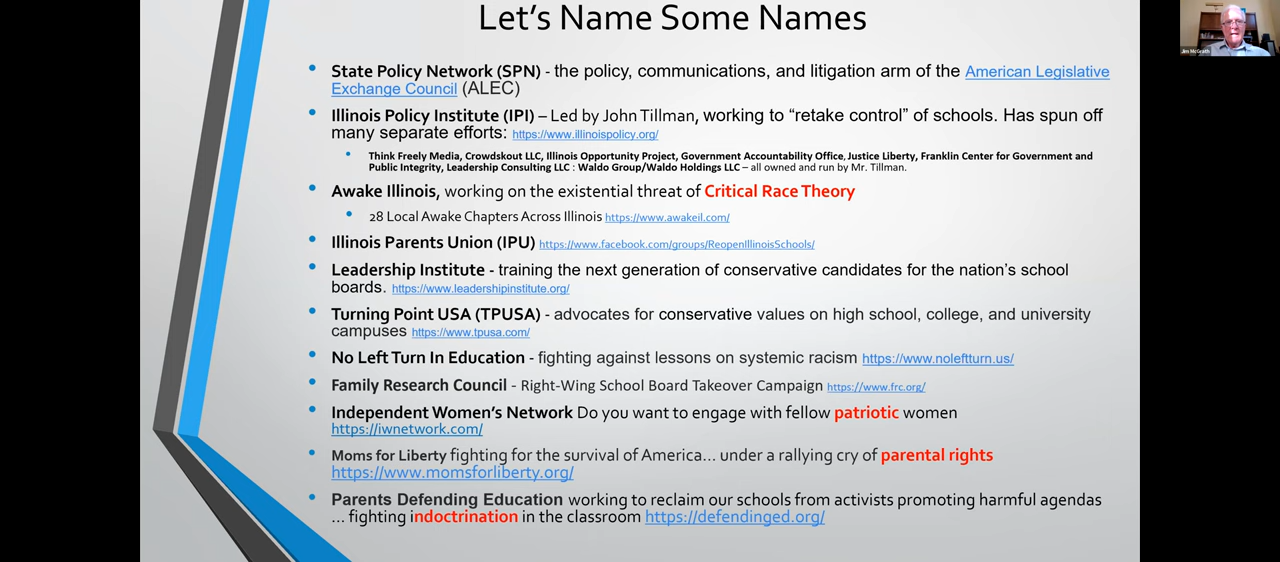 Let's Name Some Names
Jim McGrath
• State Policy Network (SPN) - the policy, communications, and litigation arm of the American Legislative
Exchange Council (ALEC)
• Illinois Policy Institute (IPI) – Led by John Tillman, working to “retake control” of schools. Has spun off
many separate efforts: https://www.illinoispolicy.org/
• Think Freely Media, Crowdskout LLC, Illinois Opportunity Project, Government Accountability Office, Justice Liberty, Franklin Center for Government and
Public Integrity, Leadership Consulting LLC : Waldo Group/Waldo Holdings LLC – all owned and run by Mr. Tillman.
• Awake Illinois, working on the existential threat of Critical Race Theory
• 28 Local Awake Chapters Across Illinois https://www.awakeil.com/
• Illinois Parents Union (IPU) https://www.facebook.com/groups/ReopenIllinoisSchools/
• Leadership Institute - training the next generation of conservative candidates for the nation's school
boards. https://www.leadershipinstitute.org/
• Turning Point USA (TPUSA) - advocates for conservative values on high school, college, and university
campuses https://www.tpusa.com/
• No Left Turn In Education - fighting against lessons on systemic racism https://www.noleftturn.us/
• Family Research Council - Right-Wing School Board Takeover Campaign https://www.frc.org/
• Independent Women's Network Do you want to engage with fellow patriotic women
https://iwnetwork.com/
• Moms for Liberty fighting for the survival of America... under a rallying cry of parental rights
https://www.momsforliberty.org/
• Parents Defending Education working to reclaim our schools from activists promoting harmful agendas
... fighting indoctrination in the classroom https://defendinged.org/